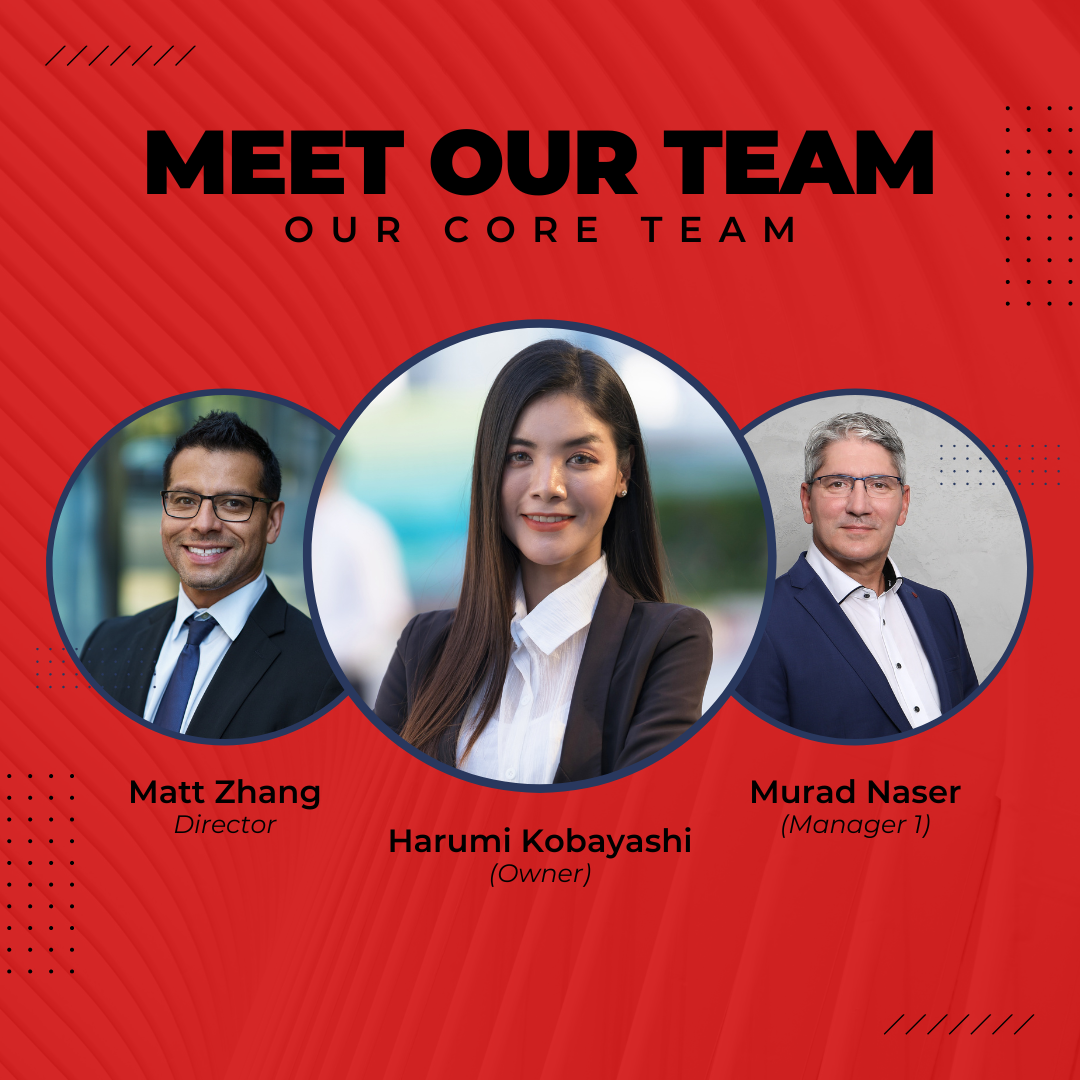 MEET OUR TEAM
OUR CORE TEAM
Matt Zhang
Director
Harumi Kobayashi
(Owner)
Murad Naser
(Manager 1)